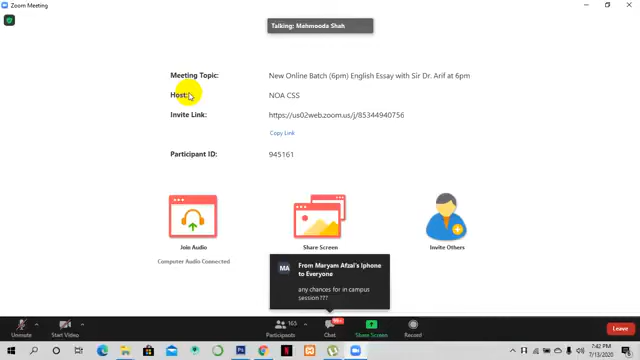 Zoom Meeting
Talking: Mahmooda Shah
Meeting Topic: New Online Batch (6pm) English Essay with Sir Dr. Arif at 6pm
Host: NOA CSS
Invite Link: https://us02web.zoom.us/j/85344940756
Copy Link
Participant ID: 945161
Join Audio
Share Screen
Invite Others
Computer Audio Connected
MA
From Maryam Afzal's Iphone
to Everyone
any chances for in campus
session???
Unmute
Start Video
Participants
163
Chat
99+
Share Screen
Record
Leave
7:42 PM
7/13/2020